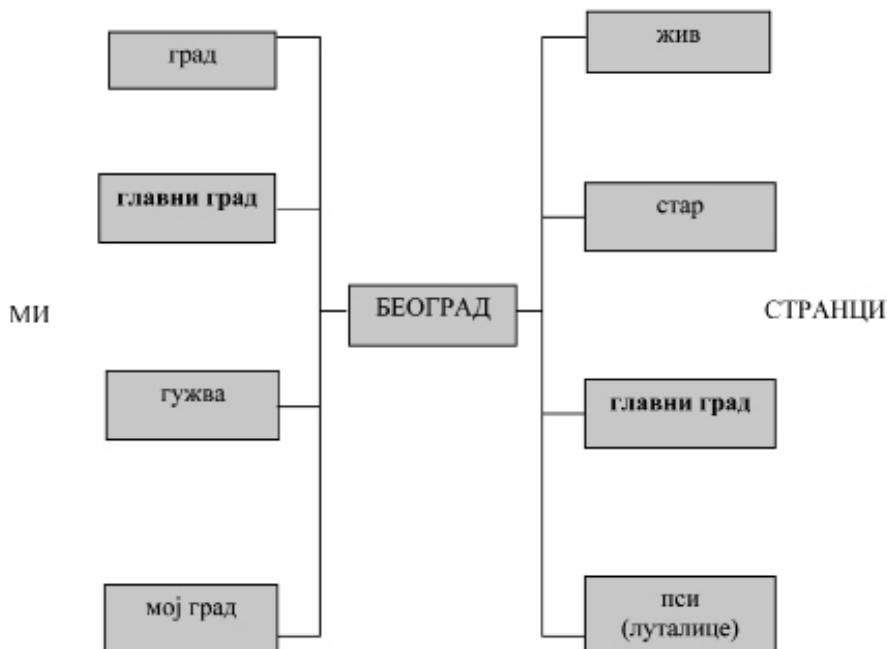 град
главни град
гужва
мој град
МИ
БЕОГРАД
жив
стар
главни град
пси
(луталице)
СТРАНЦИ